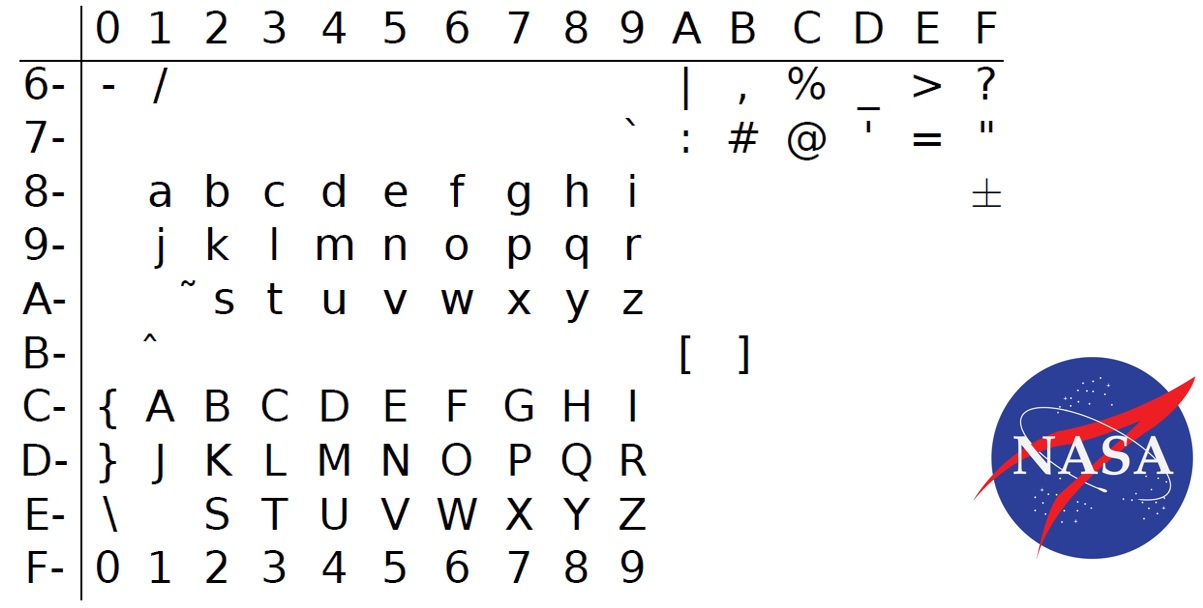 0 1 2 3 4 5 6 7 8 9 A B C D E F
6- - / | , % _ > ?
7- ` : # @ ' = "
8- a b c d e f g h i ±
9- j k l m n o p q r
A- ~ s t u v w x y z
B- ^ [ ]
C- { A B C D E F G H I
D- } J K L M N O P Q R
E- \ S T U V W X Y Z
F- 0 1 2 3 4 5 6 7 8 9
NASA